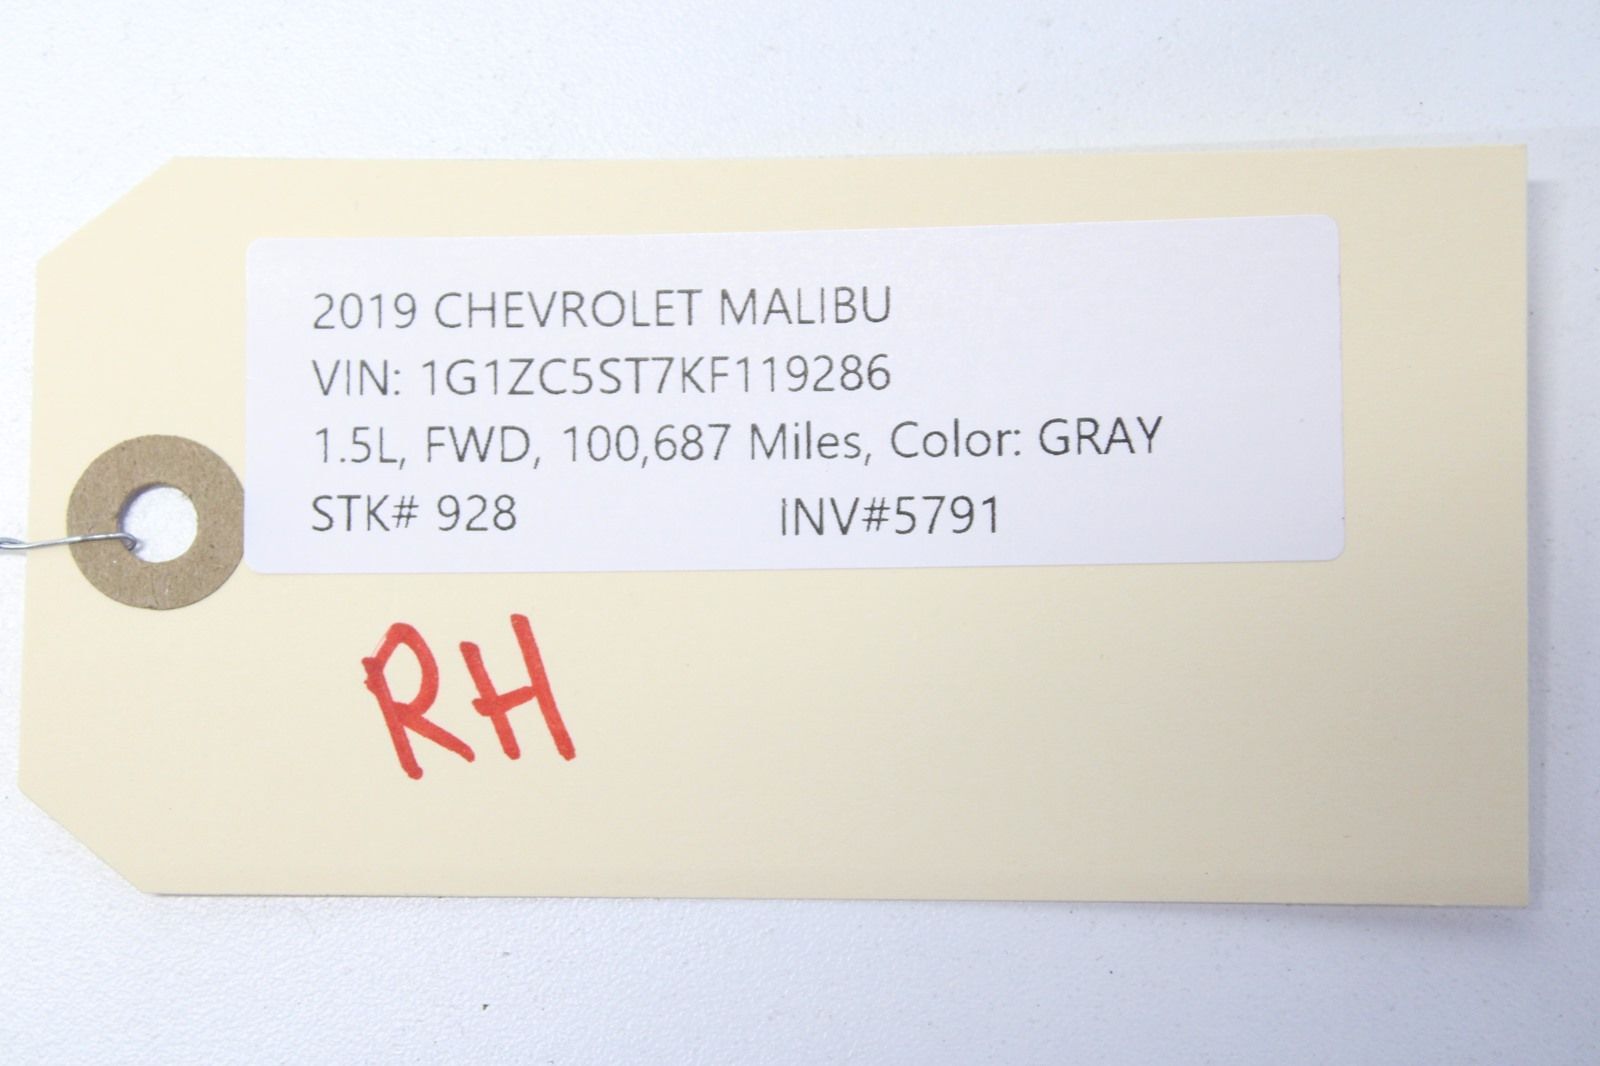 2019 CHEVROLET MALIBU
VIN: 1G1ZC5ST7KF119286
1.5L, FWD, 100,687 Miles, Color: GRAY
STK# 928 INV#5791
RH